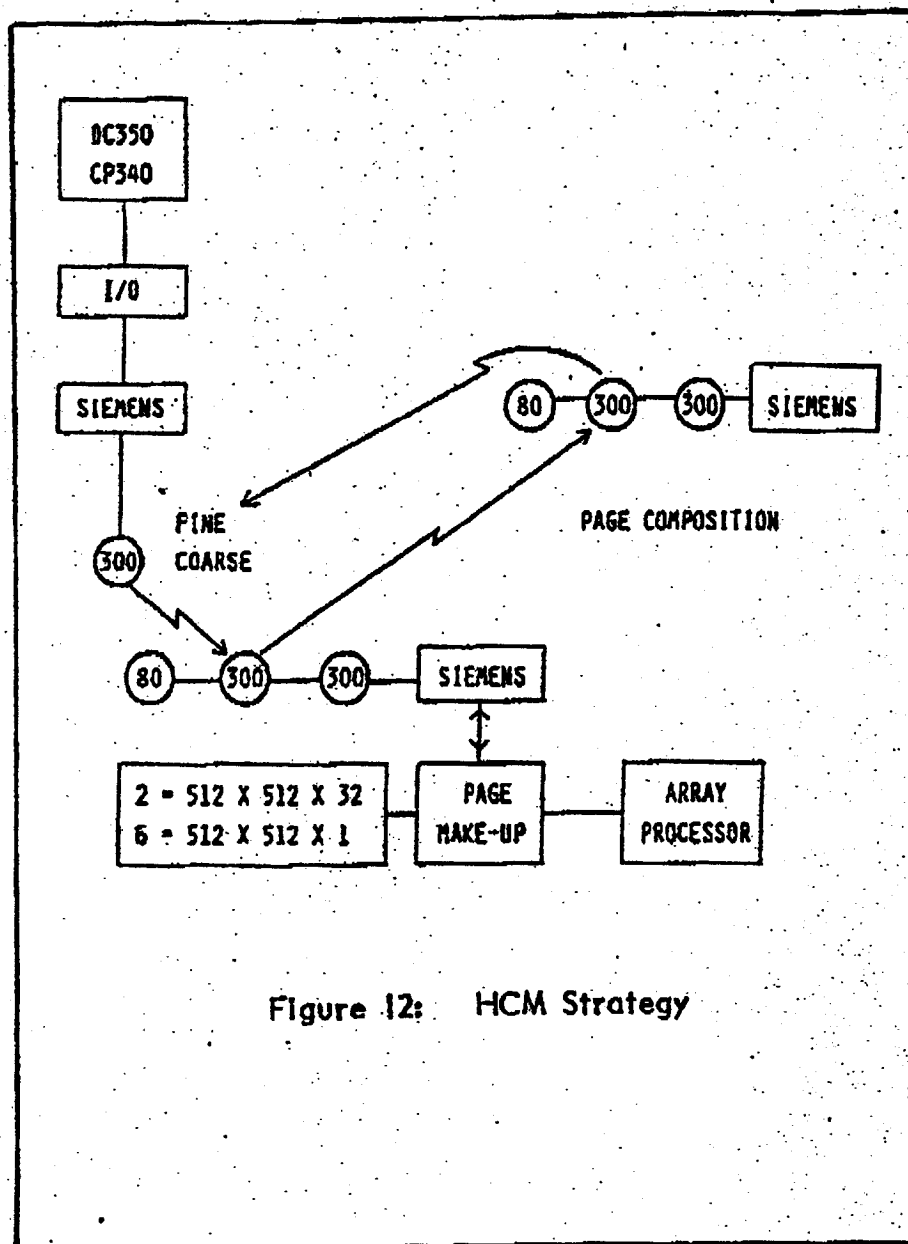 DC350
CP340
I/O
SIEMENS
80 300 300 SIEMENS
PINE
PAGE COMPOSITION
300 COARSE
80 300 300 SIEMENS
2 = 512 X 512 X 32
6 = 512 X 512 X 1
PAGE
MAKE-UP
ARRAY
PROCESSOR
Figure 12: HCM Strategy